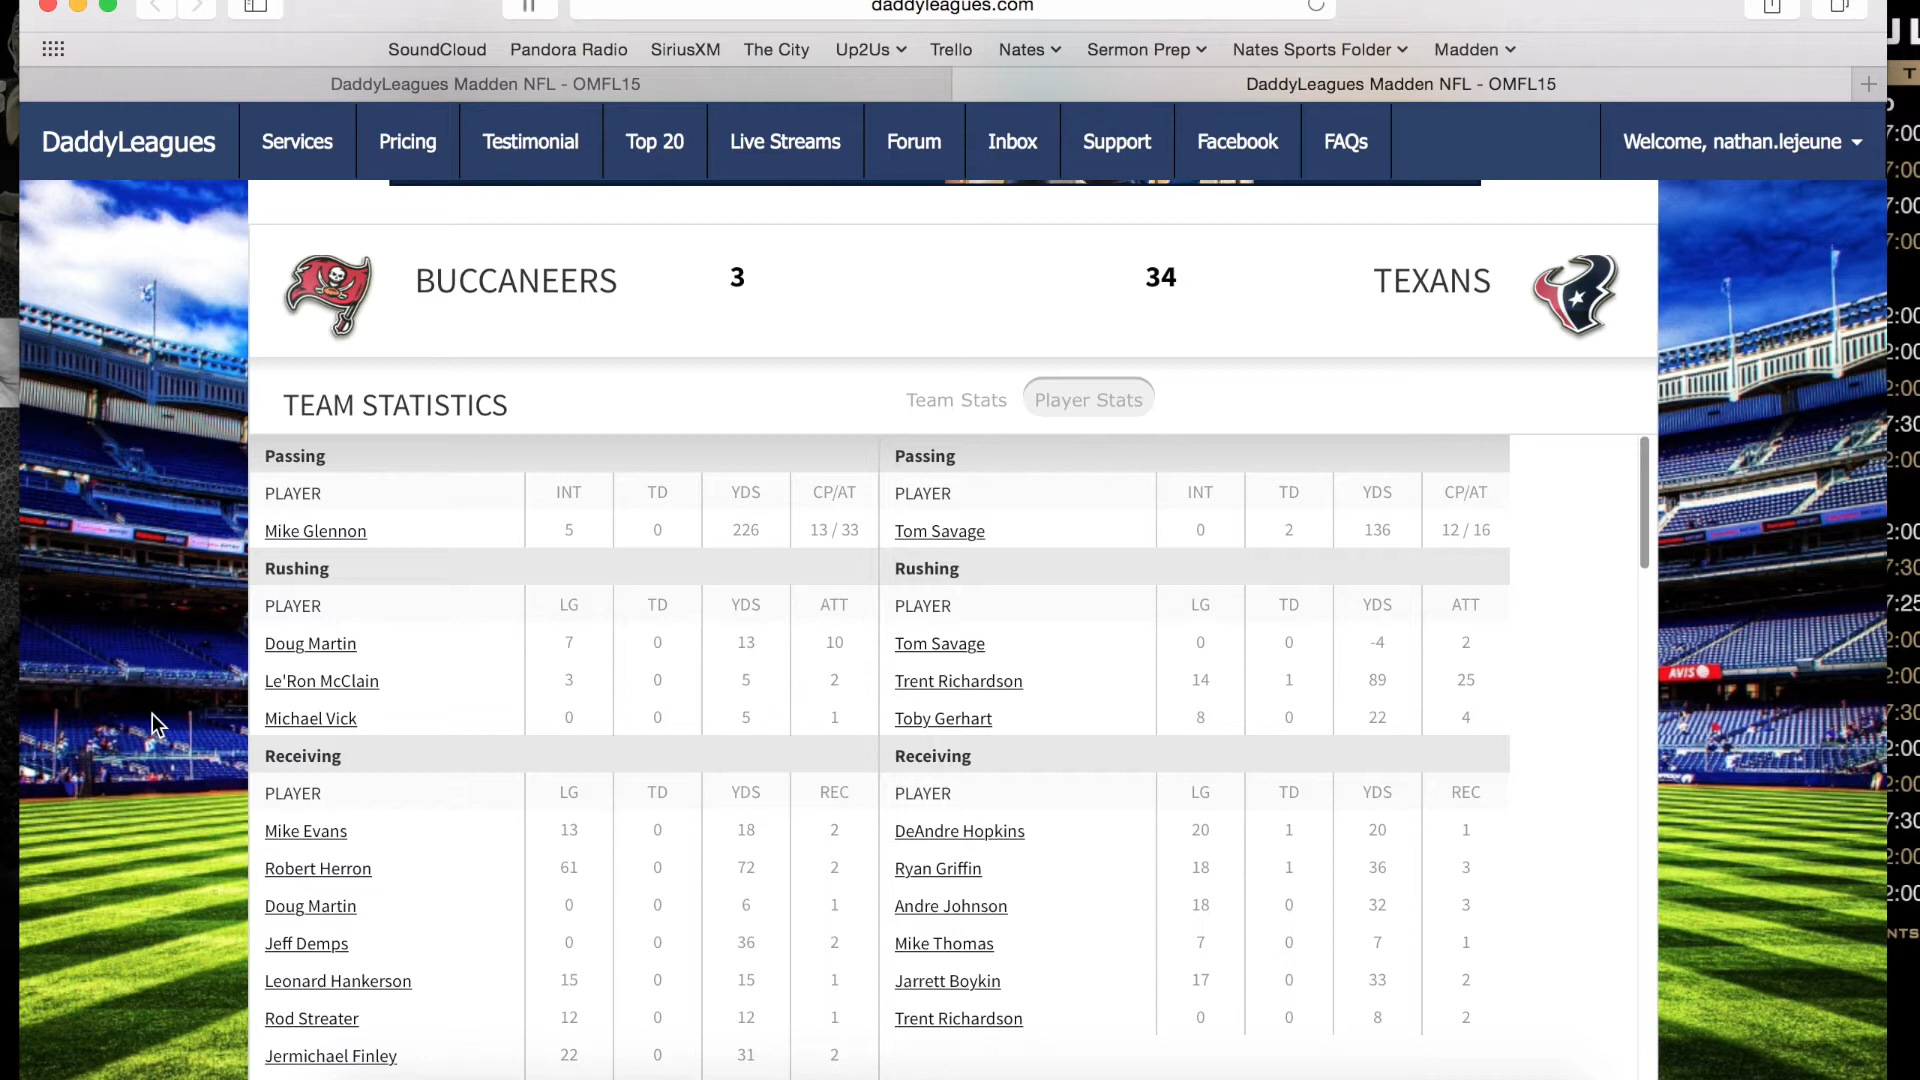 daddyleagues.com
SoundCloud Pandora Radio SiriusXM The City Up2Us Trello Nates Sermon Prep Nates Sports Folder Madden
DaddyLeagues Madden NFL - OMFL15 DaddyLeagues Madden NFL - OMFL15
DaddyLeagues Services Pricing Testimonial Top 20 Live Streams Forum Inbox Support Facebook FAQs Welcome, nathan.lejeune
BUCCANEERS 3 34 TEXANS
TEAM STATISTICS Team Stats Player Stats
Passing Passing
PLAYER INT TD YDS CP/AT PLAYER INT TD YDS CP/AT
Mike Glennon 5 0 226 13 / 33 Tom Savage 0 2 136 12 / 16
Rushing Rushing
PLAYER LG TD YDS ATT PLAYER LG TD YDS ATT
Doug Martin 7 0 13 10 Tom Savage 0 0 -4 2
Le'Ron McClain 3 0 5 2 Trent Richardson 14 1 89 25
Michael Vick 0 0 5 1 Toby Gerhart 8 0 22 4
Receiving Receiving
PLAYER LG TD YDS REC PLAYER LG TD YDS REC
Mike Evans 13 0 18 2 DeAndre Hopkins 20 1 20 1
Robert Herron 61 0 72 2 Ryan Griffin 18 1 36 3
Doug Martin 0 0 6 1 Andre Johnson 18 0 32 3
Jeff Demps 0 0 36 2 Mike Thomas 7 0 7 1
Leonard Hankerson 15 0 15 1 Jarrett Boykin 17 0 33 2
Rod Streater 12 0 12 1 Trent Richardson 0 0 8 2
Jermichael Finley 22 0 31 2
AVIS